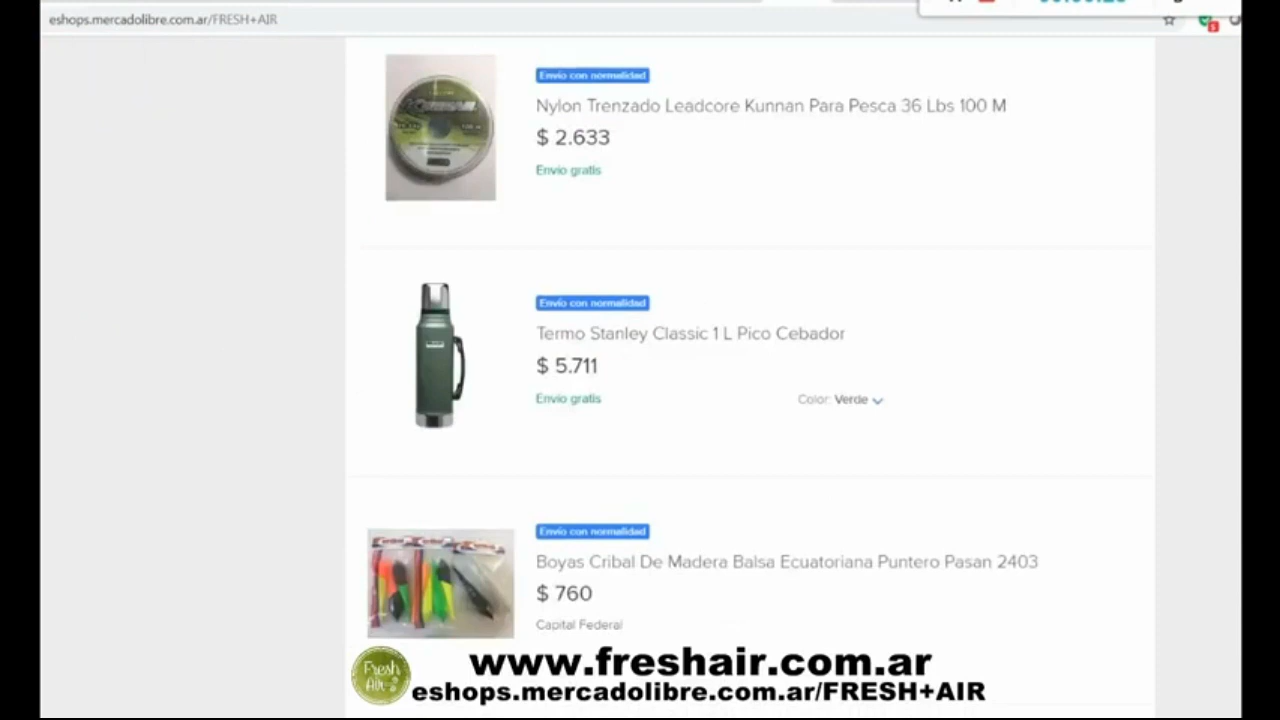 eshops.mercadolibre.com.ar/FRESH+AIR
Envío con normalidad
Nylon Trenzado Leadcore Kunnan Para Pesca 36 Lbs 100 M
$ 2.633
Envío gratis
Envío con normalidad
Termo Stanley Classic 1 L Pico Cebador
$ 5.711
Envío gratis
Color: Verde
Envío con normalidad
Boyas Cribal De Madera Balsa Ecuatoriana Puntero Pasan 2403
$ 760
Capital Federal
Fresh
Air
www.freshair.com.ar
eshops.mercadolibre.com.ar/FRESH+AIR